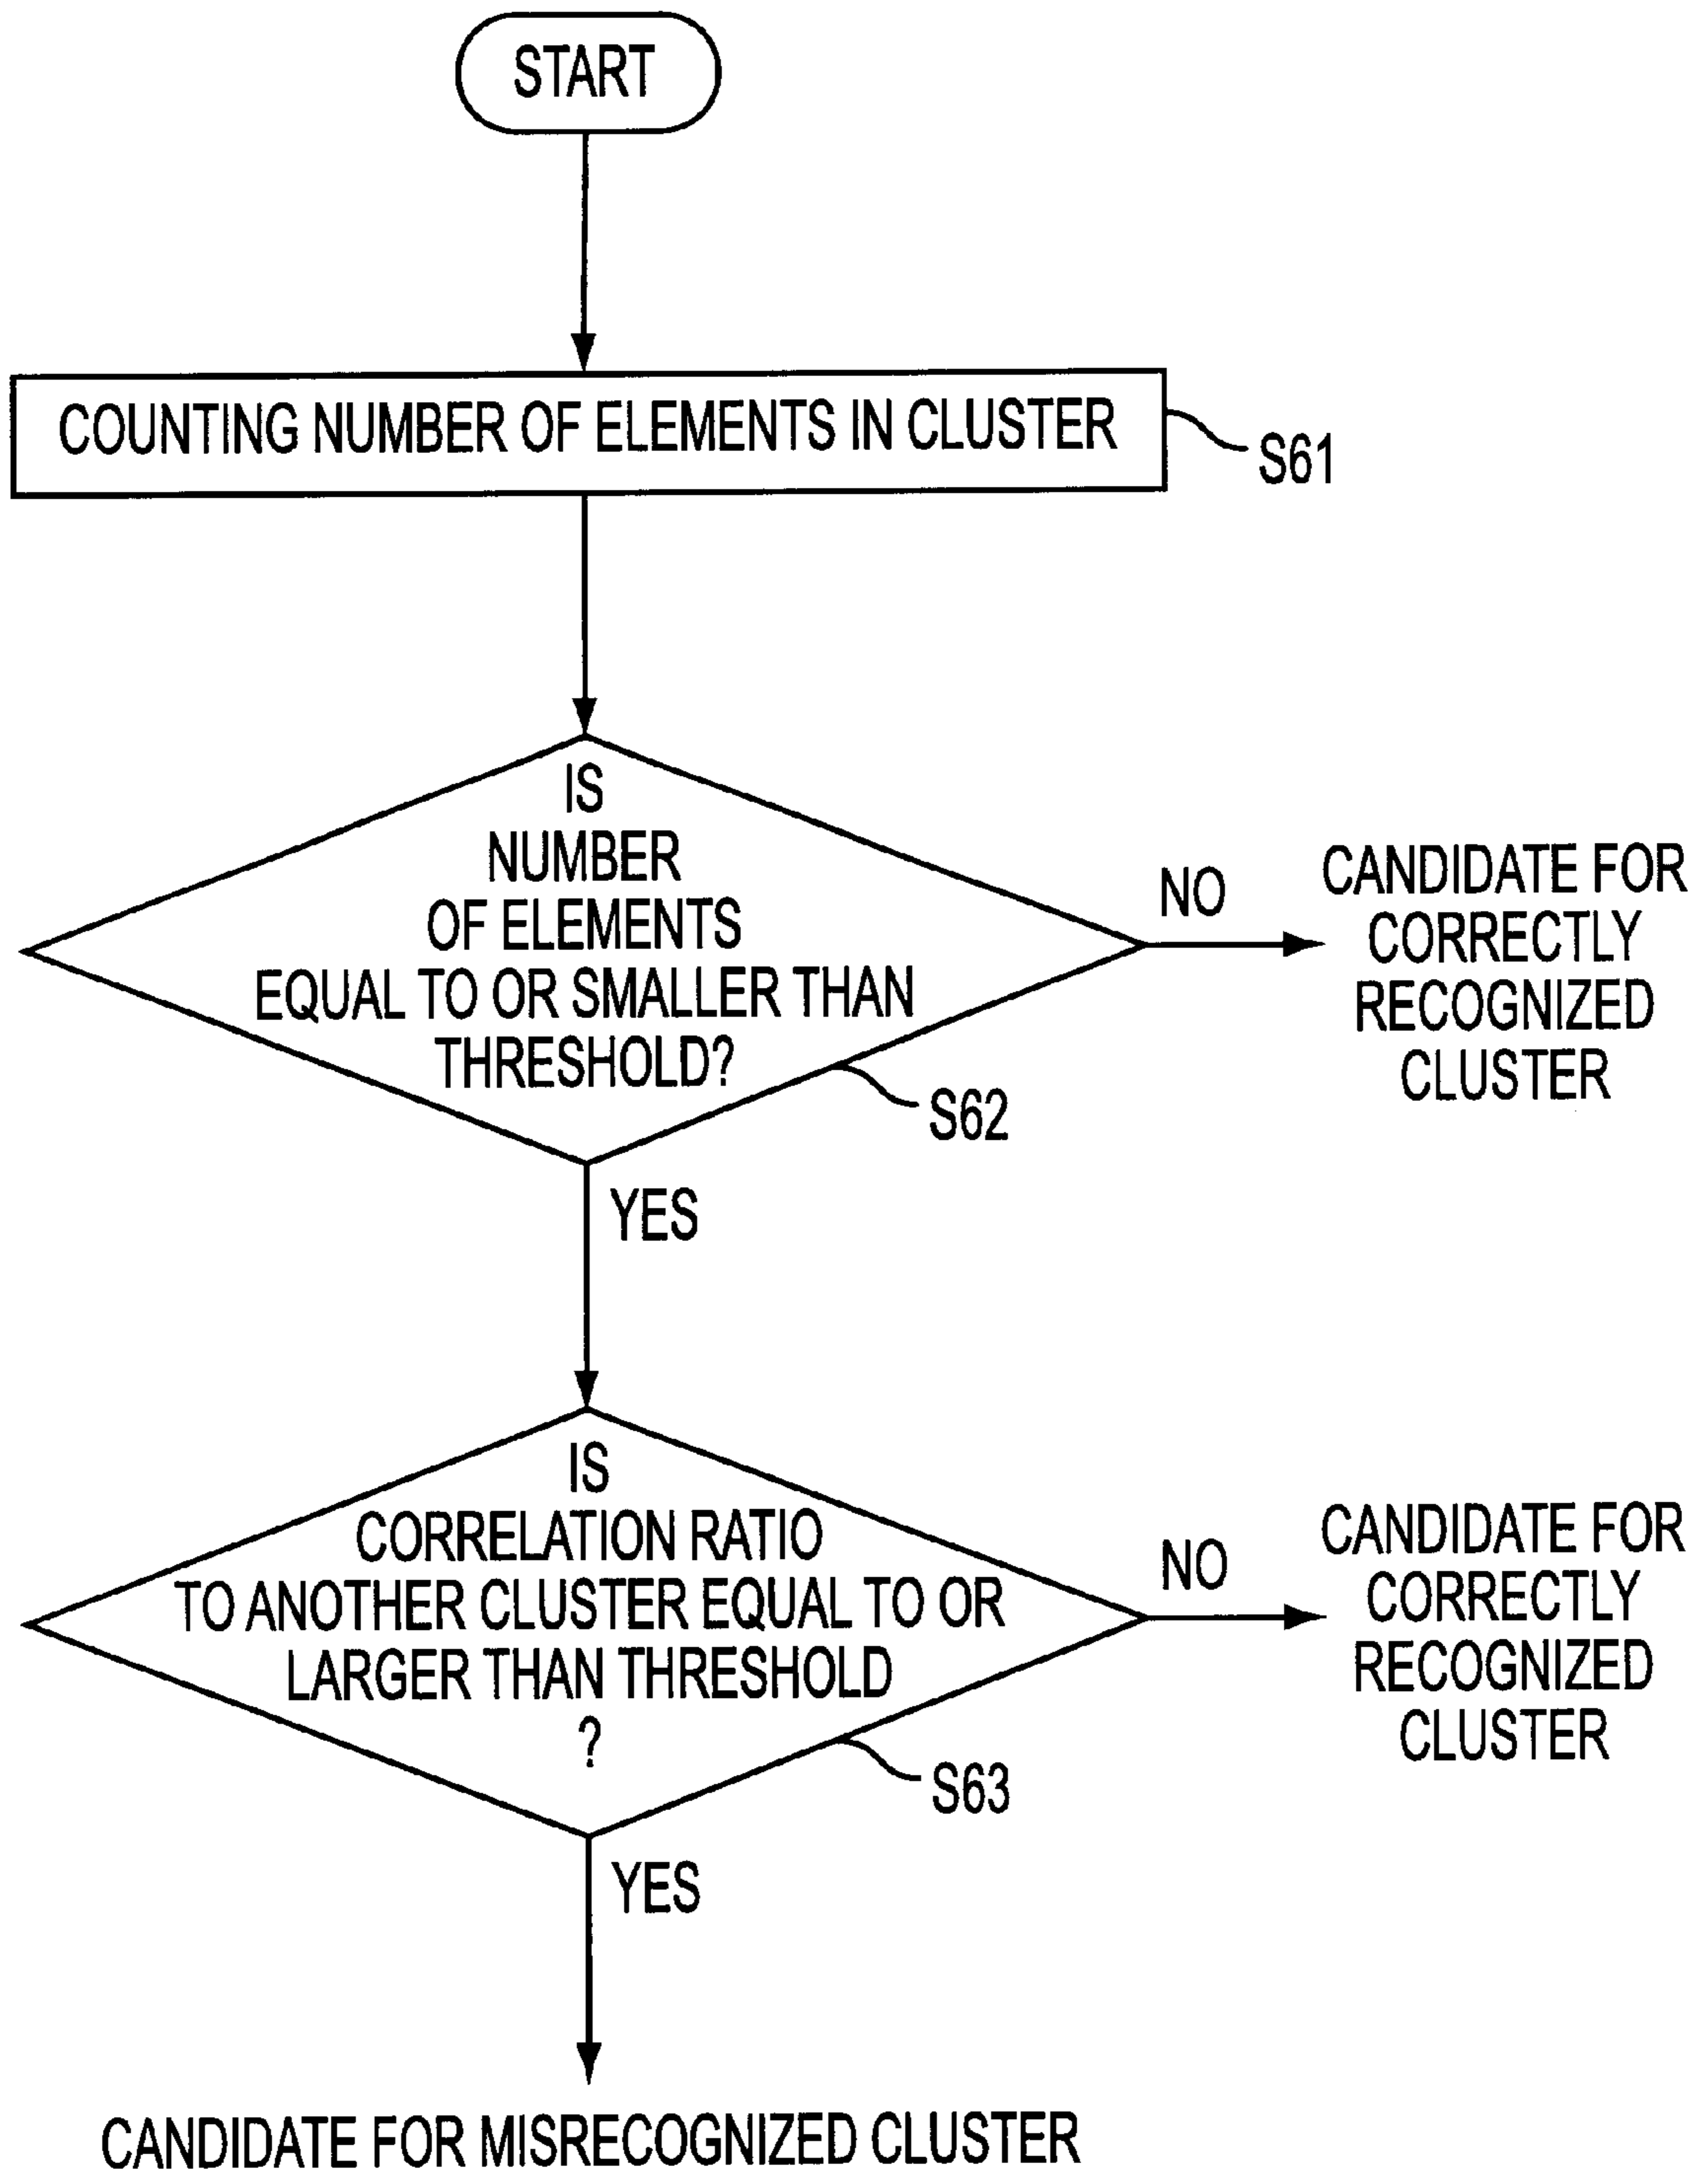 START
COUNTING NUMBER OF ELEMENTS IN CLUSTER
S61
IS
NUMBER
OF ELEMENTS
EQUAL TO OR SMALLER THAN
THRESHOLD?
S62
NO
CANDIDATE FOR
CORRECTLY
RECOGNIZED
CLUSTER
YES
IS
CORRELATION RATIO
TO ANOTHER CLUSTER EQUAL TO OR
LARGER THAN THRESHOLD
?
S63
NO
CANDIDATE FOR
CORRECTLY
RECOGNIZED
CLUSTER
YES
CANDIDATE FOR MISRECOGNIZED CLUSTER